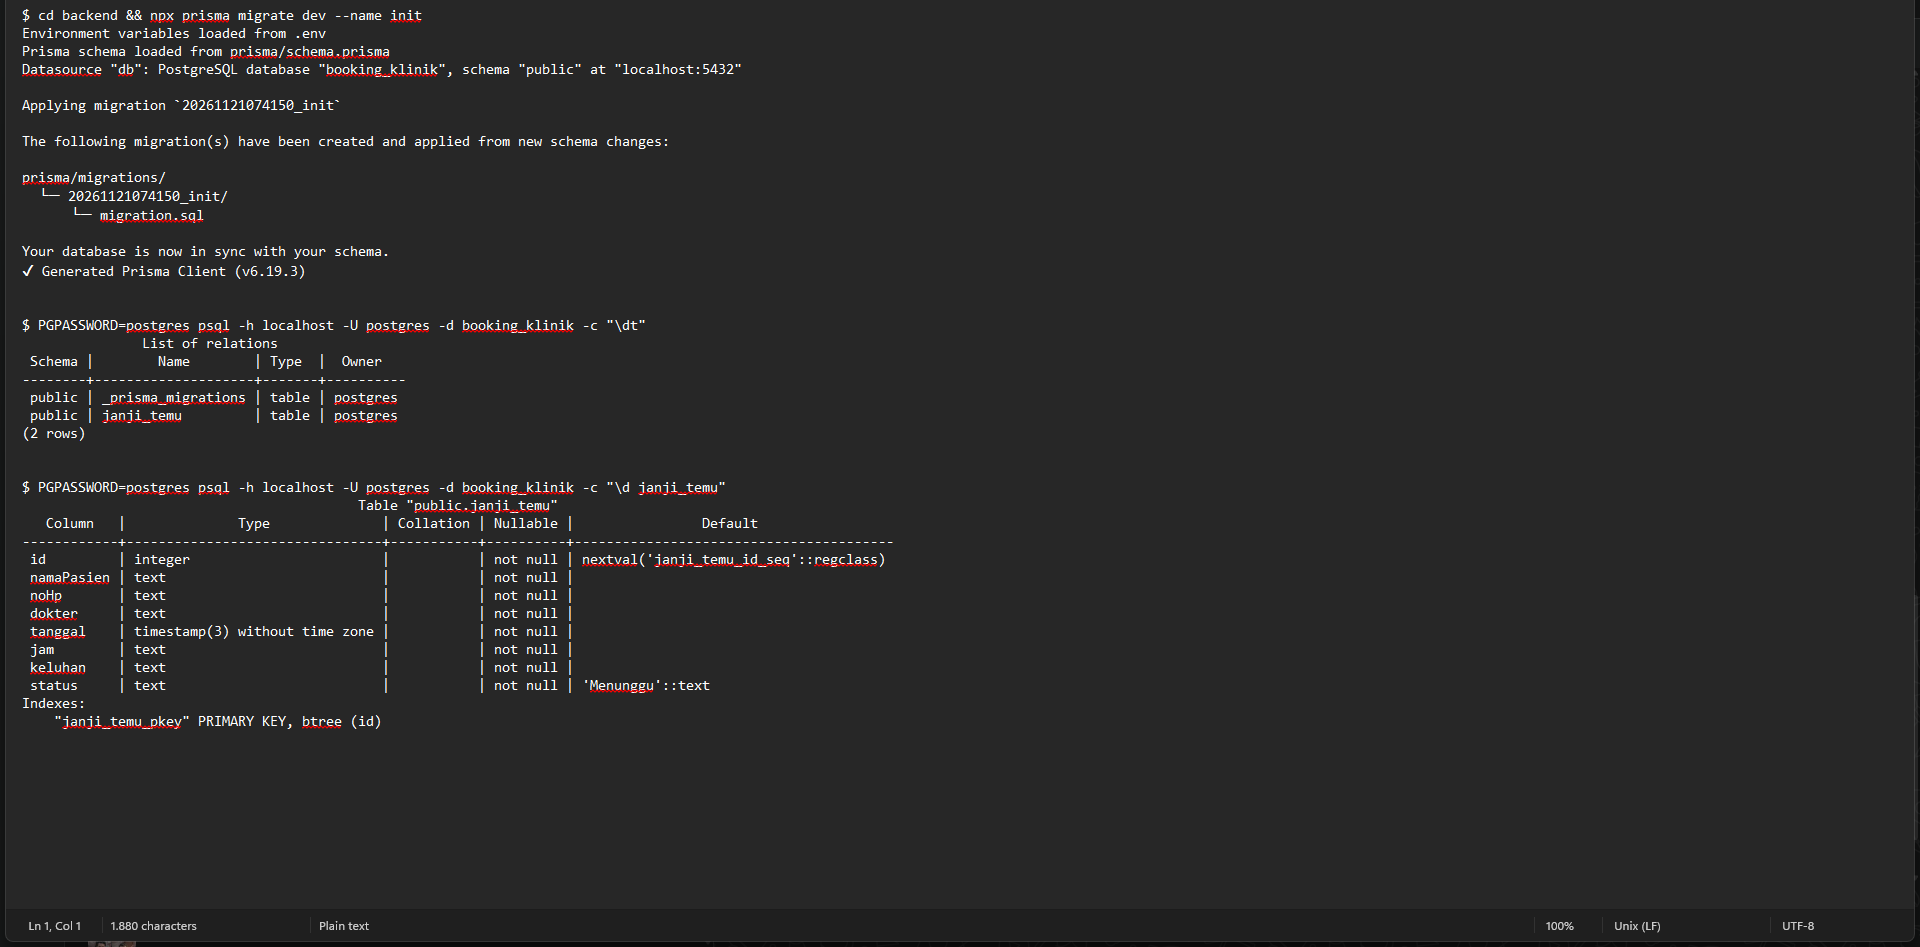 $ cd backend && npx prisma migrate dev --name init
Environment variables loaded from .env
Prisma schema loaded from prisma/schema.prisma
Datasource "db": PostgreSQL database "booking_klinik", schema "public" at "localhost:5432"

Applying migration `20261121074150_init`

The following migration(s) have been created and applied from new schema changes:

prisma/migrations/
  └─ 20261121074150_init/
      └─ migration.sql

Your database is now in sync with your schema.
✓ Generated Prisma Client (v6.19.3)


$ PGPASSWORD=postgres psql -h localhost -U postgres -d booking_klinik -c "\dt"
               List of relations
 Schema |        Name        | Type  |  Owner
--------+--------------------+-------+----------
 public | _prisma_migrations | table | postgres
 public | janji_temu         | table | postgres
(2 rows)


$ PGPASSWORD=postgres psql -h localhost -U postgres -d booking_klinik -c "\d janji_temu"
                                          Table "public.janji_temu"
   Column   |              Type              | Collation | Nullable |                Default
------------+--------------------------------+-----------+----------+----------------------------------------
 id         | integer                        |           | not null | nextval('janji_temu_id_seq'::regclass)
 namaPasien | text                           |           | not null |
 noHp       | text                           |           | not null |
 dokter     | text                           |           | not null |
 tanggal    | timestamp(3) without time zone |           | not null |
 jam        | text                           |           | not null |
 keluhan    | text                           |           | not null |
 status     | text                           |           | not null | 'Menunggu'::text
Indexes:
    "janji_temu_pkey" PRIMARY KEY, btree (id)

Ln 1, Col 1 | 1.880 characters | Plain text | 100% | Unix (LF) | UTF-8